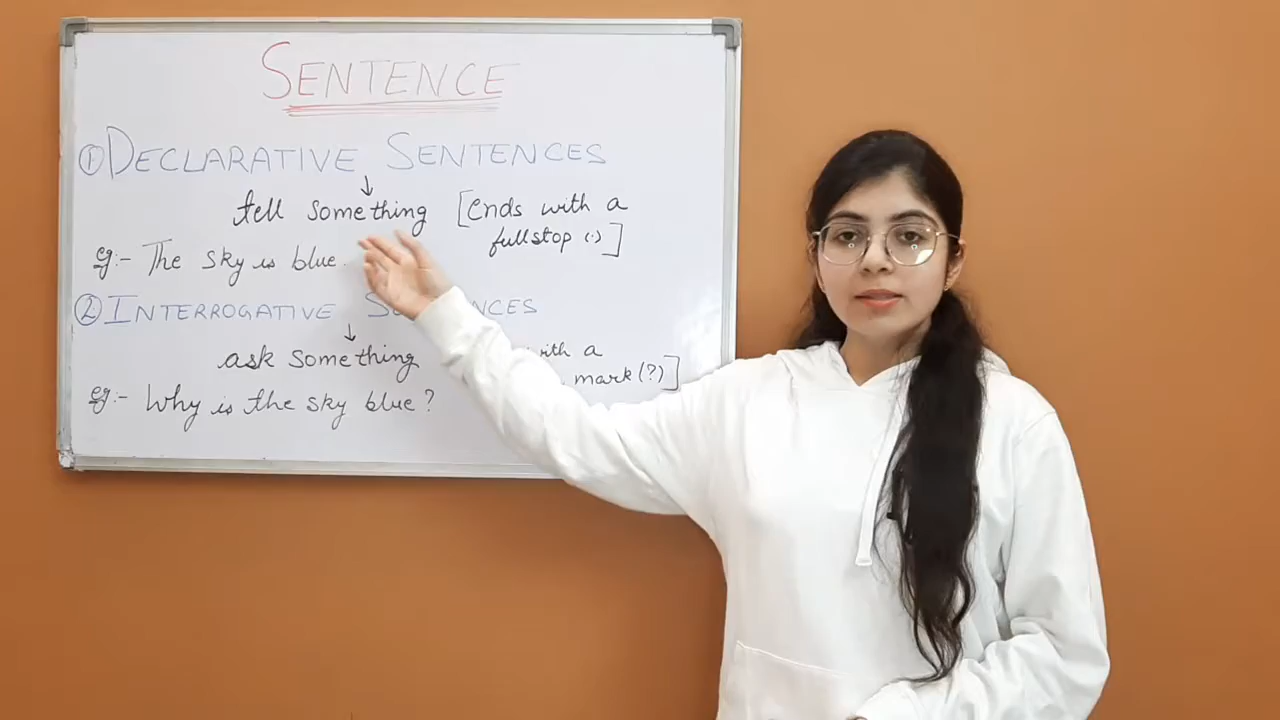 SENTENCE
① DECLARATIVE SENTENCES
↓
tell something [ends with a
fullstop (.)]
eg:- The sky is blue.
② INTERROGATIVE NCES
↓
ask something with a
mark (?)]
eg:- Why is the sky blue?